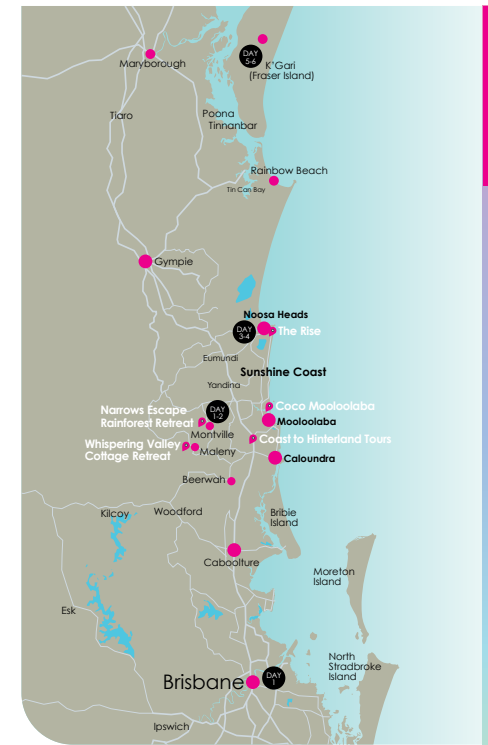 DAY
5-6
K'Gari
(Fraser Island)
Maryborough
Tiaro
Poona
Tinnanbar
Rainbow Beach
Tin Can Bay
Gympie
Noosa Heads
DAY
3-4
The Rise
Eumundi
Sunshine Coast
Yandina
DAY
1-2
Coco Mooloolaba
Narrows Escape
Rainforest Retreat
Mooloolaba
Montville
Coast to Hinterland Tours
Whispering Valley
Cottage Retreat
Maleny
Caloundra
Beerwah
Kilcoy
Woodford
Bribie
Island
Caboolture
Moreton
Island
Esk
North
Stradbroke
Island
Brisbane
DAY
1
Ipswich